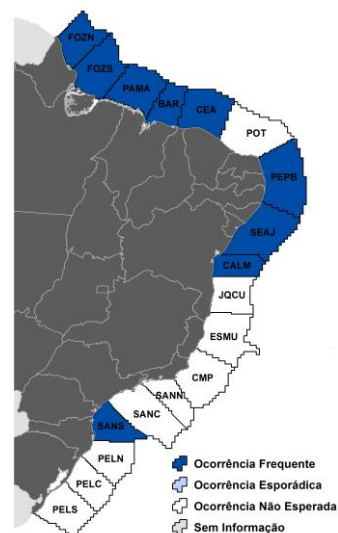 FOZN
FOZS
PAMA
BAR
CEA
POT
PEPB
SEAJ
CALM
JQCU
ESMU
CMP
SANN
SANC
SANS
PELN
PELC
PELS
Ocorrência Frequente
Ocorrência Esporádica
Ocorrência Não Esperada
Sem Informação